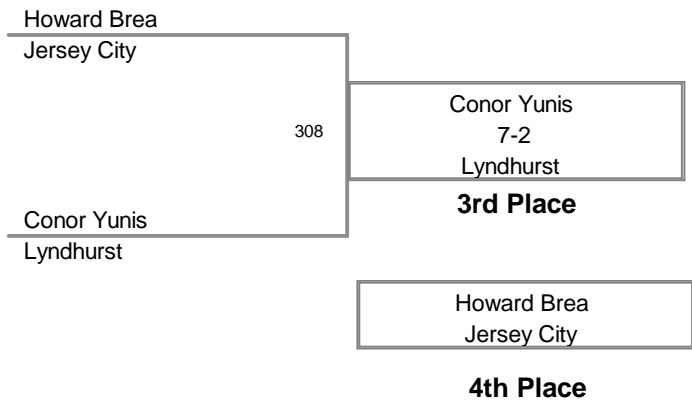 Howard Brea
Jersey City
308
Conor Yunis
7-2
Lyndhurst
3rd Place
Conor Yunis
Lyndhurst
Howard Brea
Jersey City
4th Place